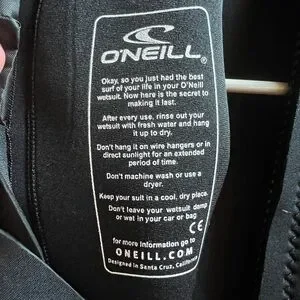 O'NEILL®
Okay, so you just had the best
surf of your life in your O'Neill
wetsuit. Now here is the secret to
making it last.
After every use, rinse out your
wetsuit with fresh water and hang
it up to dry.
Don't hang it on wire hangers or in
direct sunlight for an extended
period of time.
Don't machine wash or use a
dryer.
Keep your suit in a cool, dry place.
Don't leave your wetsuit damp
or wet in your car or bag
CE
for more information go to
ONEILL.COM
Designed in Santa Cruz, California